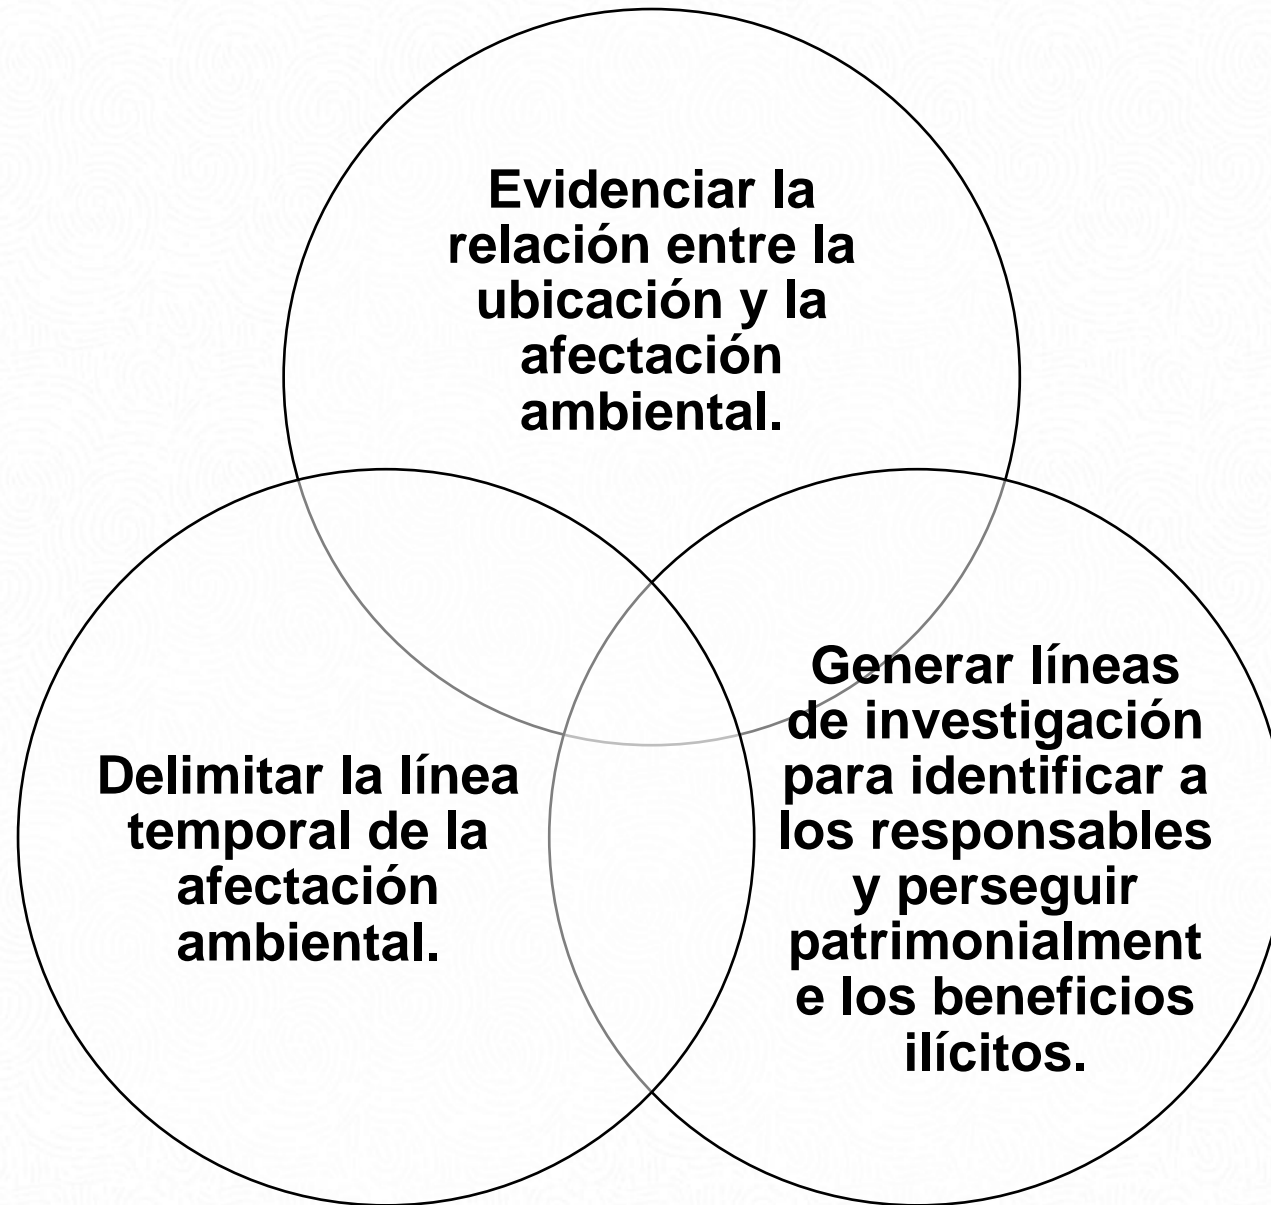 Evidenciar la
relación entre la
ubicación y la
afectación
ambiental.
Delimitar la línea
temporal de la
afectación
ambiental.
Generar líneas
de investigación
para identificar a
los responsables
y perseguir
patrimonialment
e los beneficios
ilícitos.